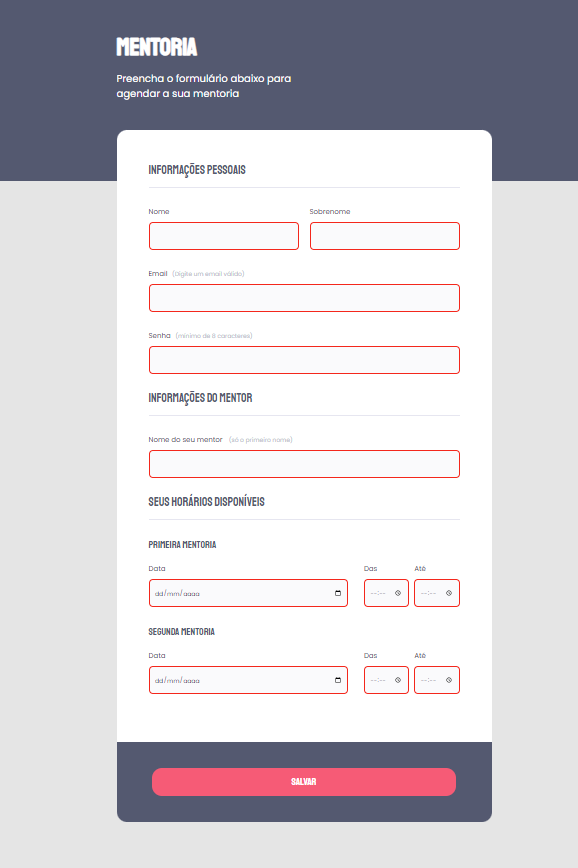 MENTORIA
Preencha o formulário abaixo para
agendar a sua mentoria
INFORMAÇÕES PESSOAIS
Nome Sobrenome
Email (Digite um email válido)
Senha (mínimo de 6 caracteres)
INFORMAÇÕES DO MENTOR
Nome do seu mentor (só o primeiro nome)
SEUS HORÁRIOS DISPONÍVEIS
PRIMEIRA MENTORIA
Data Das Até
dd/mm/aaaa --:-- --:--
SEGUNDA MENTORIA
Data Das Até
dd/mm/aaaa --:-- --:--
SALVAR